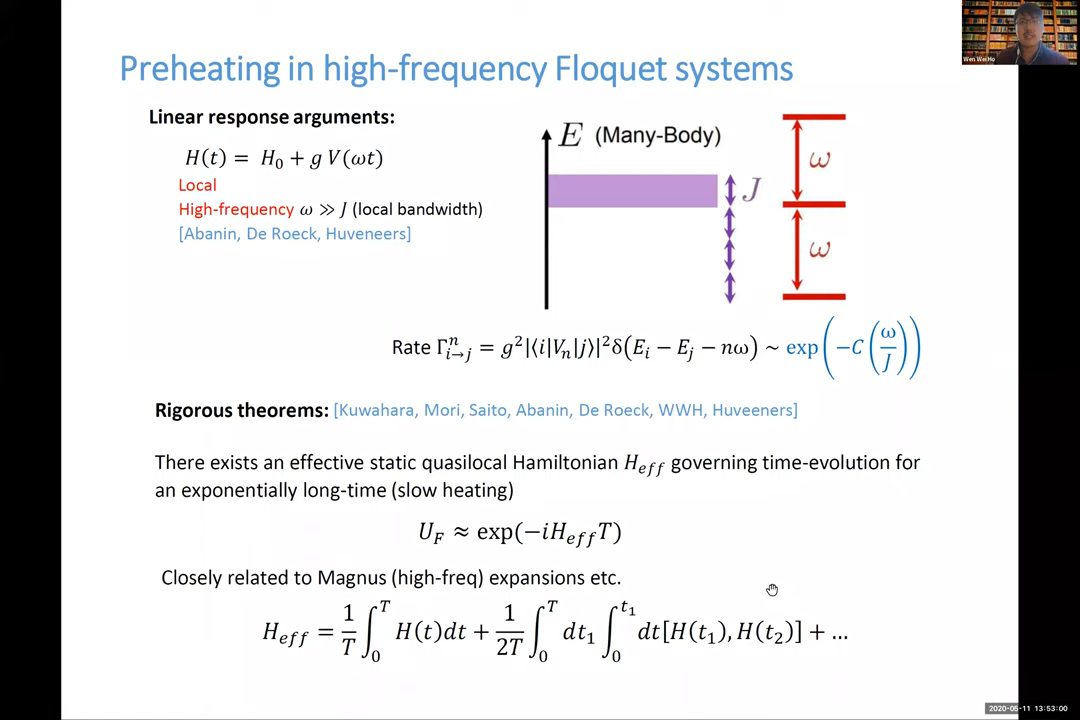 Wen Wei Ho
Preheating in high-frequency Floquet systems
Linear response arguments:
H(t) = H₀ + g V(ωt)
Local
High-frequency ω ≫ J (local bandwidth)
[Abanin, De Roeck, Huveneers]
E (Many-Body)
J
ω
ω
Rate Γⁿᵢ→ⱼ = g²|⟨i|Vₙ|j⟩|²δ(Eᵢ − Eⱼ − nω) ~ exp(−C(ω/J))
Rigorous theorems: [Kuwahara, Mori, Saito, Abanin, De Roeck, WWH, Huveeners]
There exists an effective static quasilocal Hamiltonian H_eff governing time-evolution for
an exponentially long-time (slow heating)
U_F ≈ exp(−iH_eff T)
Closely related to Magnus (high-freq) expansions etc.
H_eff = 1/T ∫₀ᵀ H(t)dt + 1/2T ∫₀ᵀ dt₁ ∫₀^t₁ dt[H(t₁), H(t₂)] + ...
2020-05-11 13:53:00